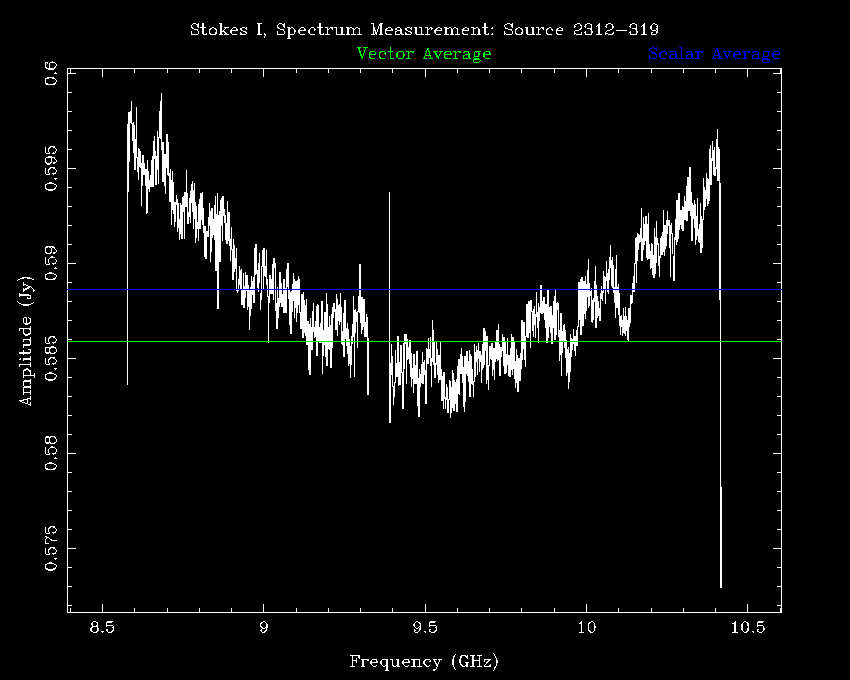 Stokes I, Spectrum Measurement: Source 2312-319
Vector Average
Scalar Average
0.6
0.595
0.59
0.585
0.58
0.575
Amplitude (Jy)
8.5 9 9.5 10 10.5
Frequency (GHz)